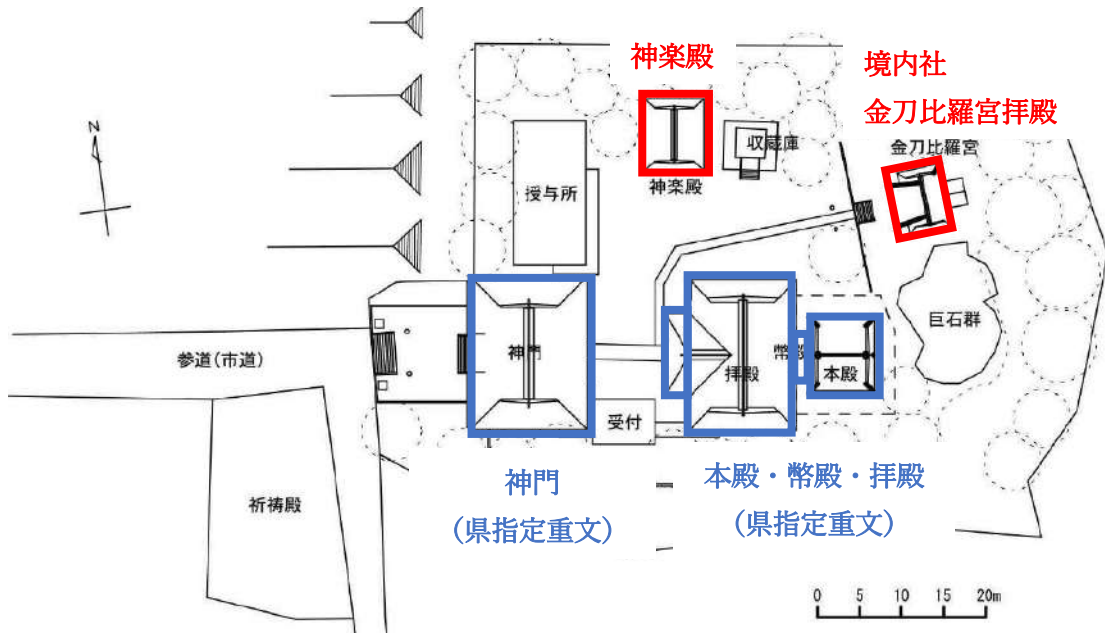 神楽殿
境内社
金刀比羅宮拝殿
金刀比羅宮
収蔵庫
神楽殿
授与所
N
巨石群
参道(市道)
神門
拝殿
幣殿
本殿
受付
神門
(県指定重文)
本殿・幣殿・拝殿
(県指定重文)
祈祷殿
0 5 10 15 20m